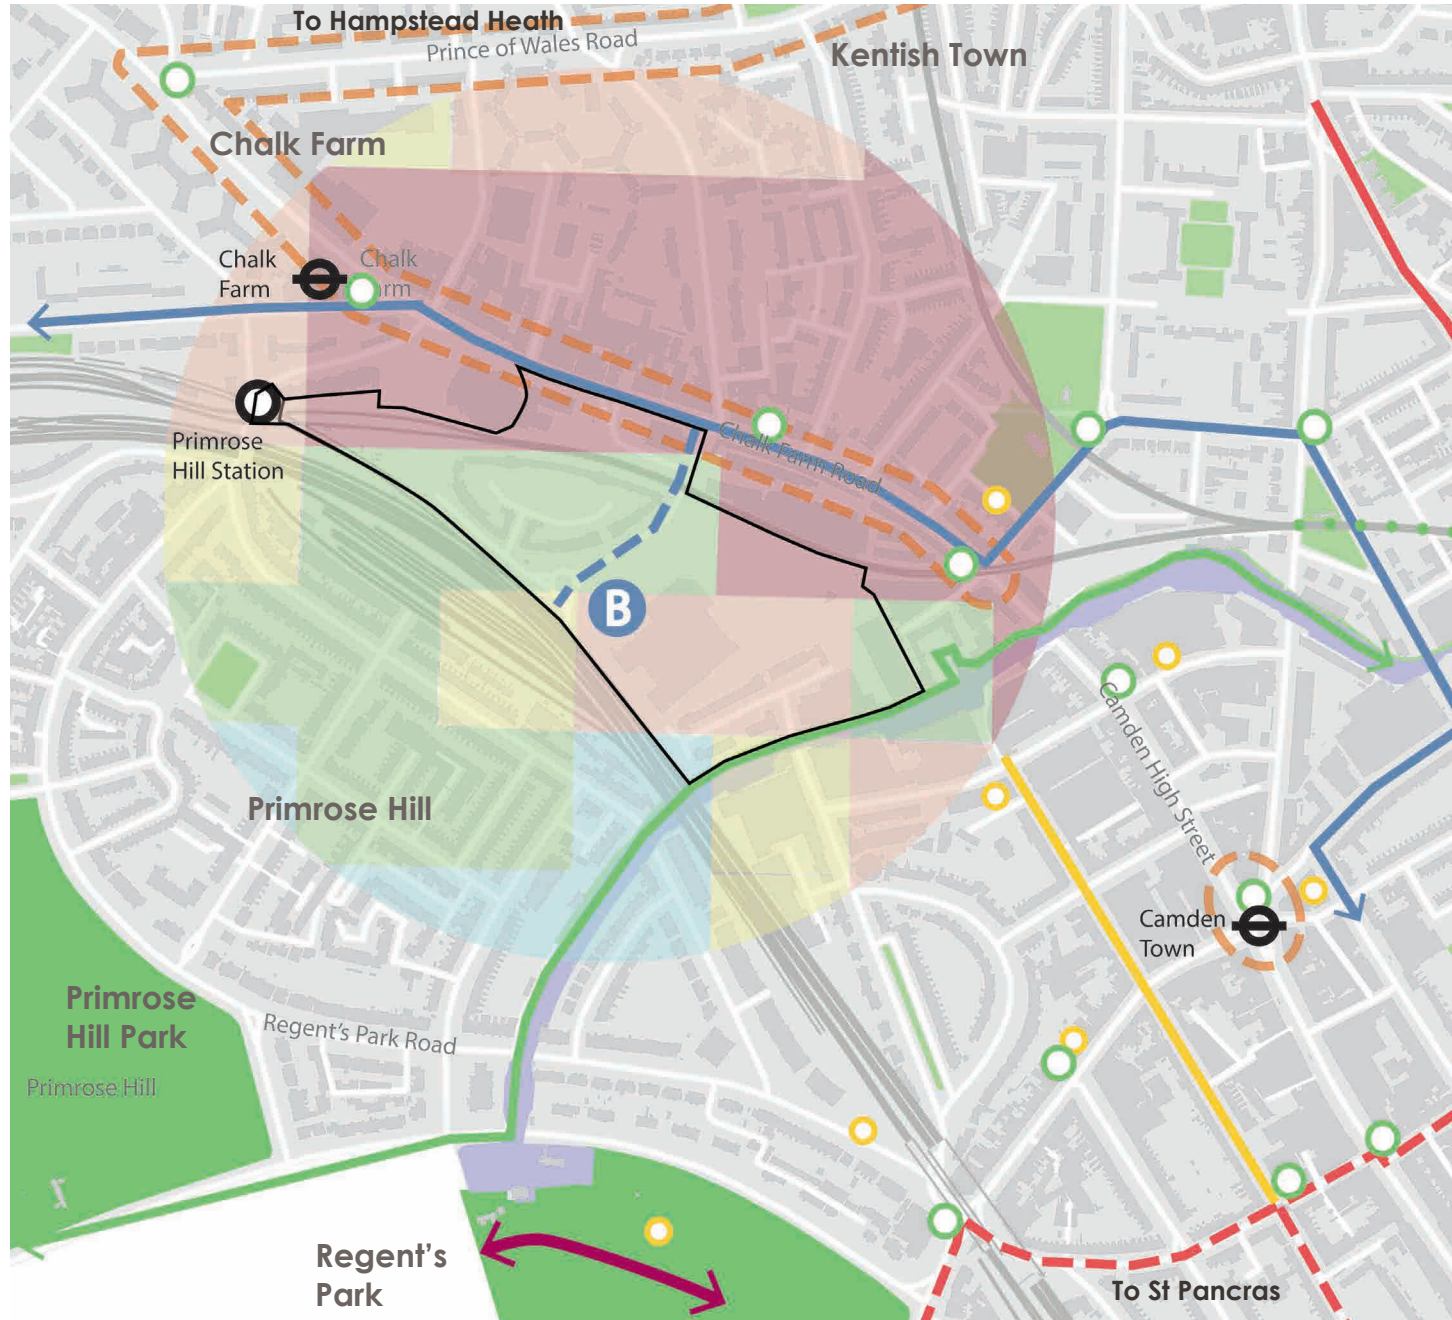 To Hampstead Heath
Prince of Wales Road
Kentish Town
Chalk Farm
Chalk
Farm
Chalk
rm
Primrose
Hill Station
Chalk Farm Road
B
Camden High Street
Primrose Hill
Camden
Town
Primrose
Hill Park
Regent's Park Road
Primrose Hill
Regent's
Park
To St Pancras